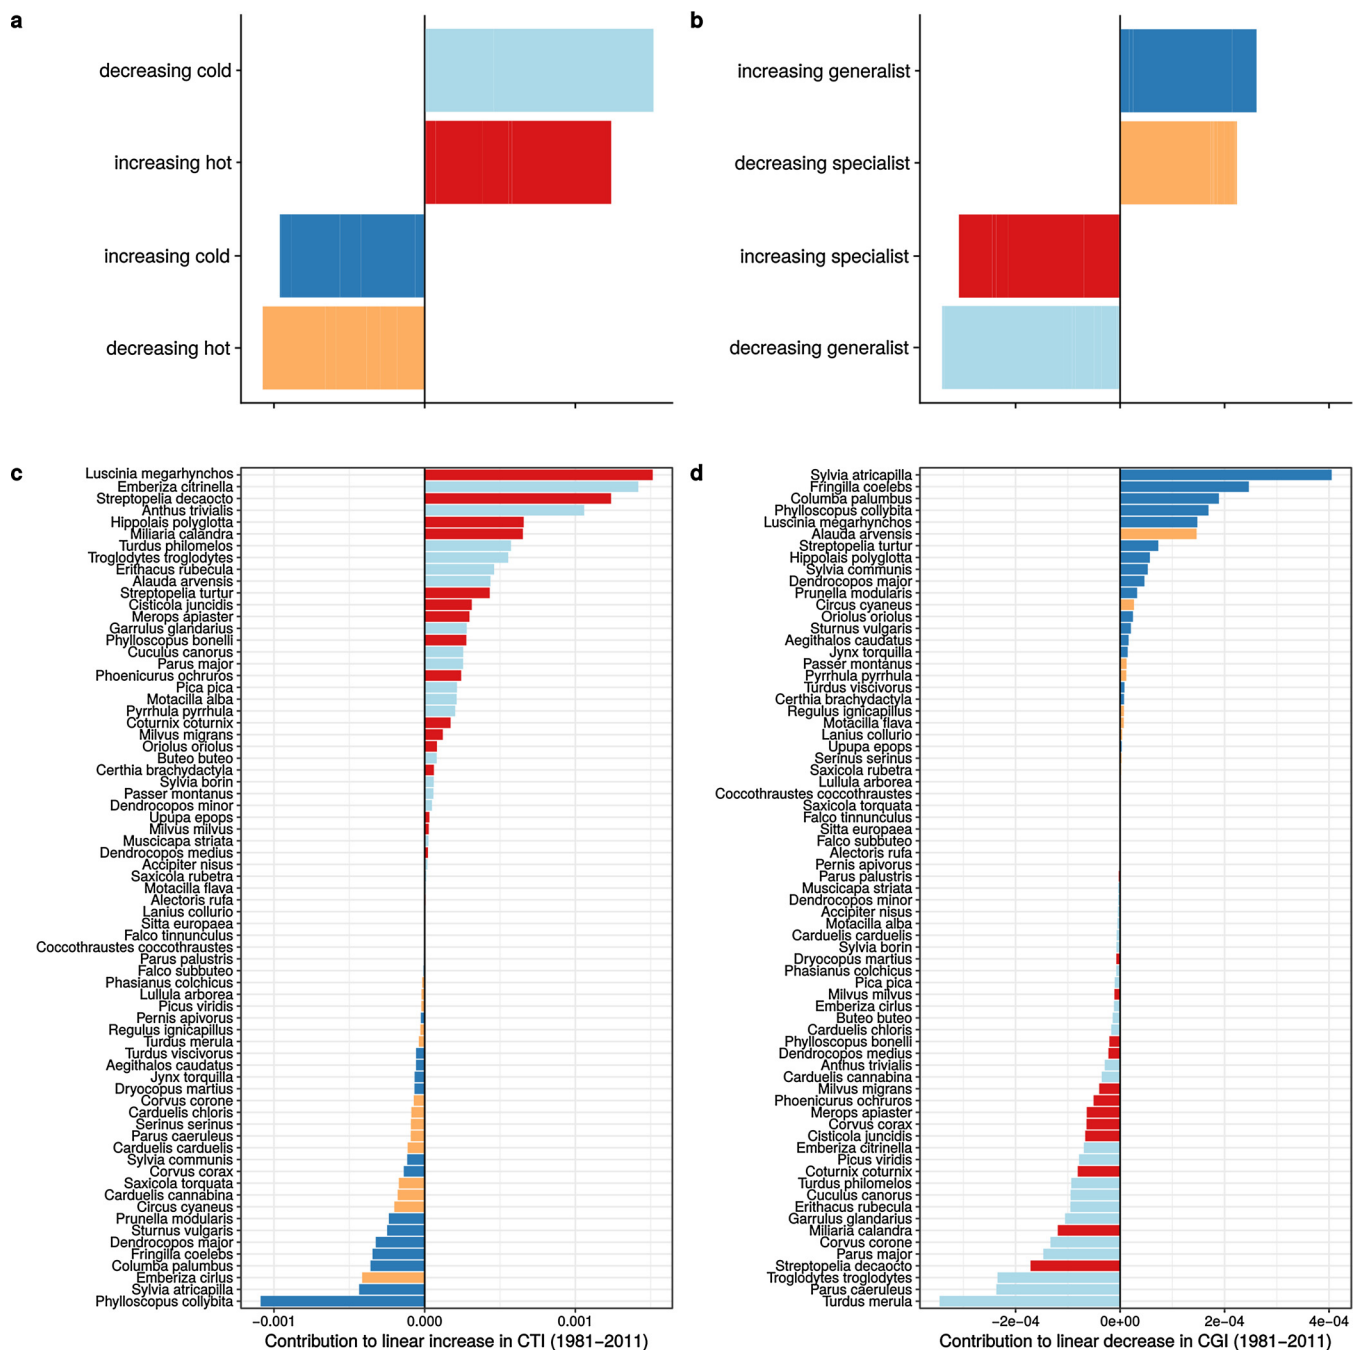 a
decreasing cold
increasing hot
increasing cold
decreasing hot
b
increasing generalist
decreasing specialist
increasing specialist
decreasing generalist
c
Luscinia megarhynchos
Emberiza citrinella
Streptopelia decaocto
Anthus trivialis
Hippolais polyglotta
Miliaria calandra
Turdus philomelos
Troglodytes troglodytes
Erithacus rubecula
Alauda arvensis
Streptopelia turtur
Cisticola juncidis
Merops apiaster
Garrulus glandarius
Phylloscopus bonelli
Cuculus canorus
Parus major
Phoenicurus ochruros
Pica pica
Motacilla alba
Pyrrhula pyrrhula
Coturnix coturnix
Milvus migrans
Oriolus oriolus
Buteo buteo
Certhia brachydactyla
Sylvia borin
Passer montanus
Dendrocopos minor
Upupa epops
Milvus milvus
Muscicapa striata
Dendrocopos medius
Accipiter nisus
Saxicola rubetra
Motacilla flava
Alectoris rufa
Lanius collurio
Sitta europaea
Falco tinnunculus
Coccothraustes coccothraustes
Parus palustris
Falco subbuteo
Phasianus colchicus
Lullula arborea
Picus viridis
Pernis apivorus
Regulus ignicapillus
Turdus merula
Turdus viscivorus
Aegithalos caudatus
Jynx torquilla
Dryocopus martius
Corvus corone
Carduelis chloris
Serinus serinus
Parus caeruleus
Carduelis carduelis
Sylvia communis
Corvus corax
Saxicola torquata
Carduelis cannabina
Circus cyaneus
Prunella modularis
Sturnus vulgaris
Dendrocopos major
Fringilla coelebs
Columba palumbus
Emberiza cirlus
Sylvia atricapilla
Phylloscopus collybita
−0.001 0.000 0.001
Contribution to linear increase in CTI (1981−2011)
d
Sylvia atricapilla
Fringilla coelebs
Columba palumbus
Phylloscopus collybita
Luscinia megarhynchos
Alauda arvensis
Streptopelia turtur
Hippolais polyglotta
Sylvia communis
Dendrocopos major
Prunella modularis
Circus cyaneus
Oriolus oriolus
Sturnus vulgaris
Aegithalos caudatus
Jynx torquilla
Passer montanus
Pyrrhula pyrrhula
Turdus viscivorus
Certhia brachydactyla
Regulus ignicapillus
Motacilla flava
Lanius collurio
Upupa epops
Serinus serinus
Saxicola rubetra
Lullula arborea
Coccothraustes coccothraustes
Saxicola torquata
Falco tinnunculus
Sitta europaea
Falco subbuteo
Alectoris rufa
Pernis apivorus
Parus palustris
Muscicapa striata
Dendrocopos minor
Accipiter nisus
Motacilla alba
Carduelis carduelis
Sylvia borin
Dryocopus martius
Phasianus colchicus
Pica pica
Milvus milvus
Emberiza cirlus
Buteo buteo
Carduelis chloris
Phylloscopus bonelli
Dendrocopos medius
Anthus trivialis
Carduelis cannabina
Milvus migrans
Phoenicurus ochruros
Merops apiaster
Corvus corax
Cisticola juncidis
Emberiza citrinella
Picus viridis
Coturnix coturnix
Turdus philomelos
Cuculus canorus
Erithacus rubecula
Garrulus glandarius
Miliaria calandra
Corvus corone
Parus major
Streptopelia decaocto
Troglodytes troglodytes
Parus caeruleus
Turdus merula
−2e−04 0e+00 2e−04 4e−04
Contribution to linear decrease in CGI (1981−2011)